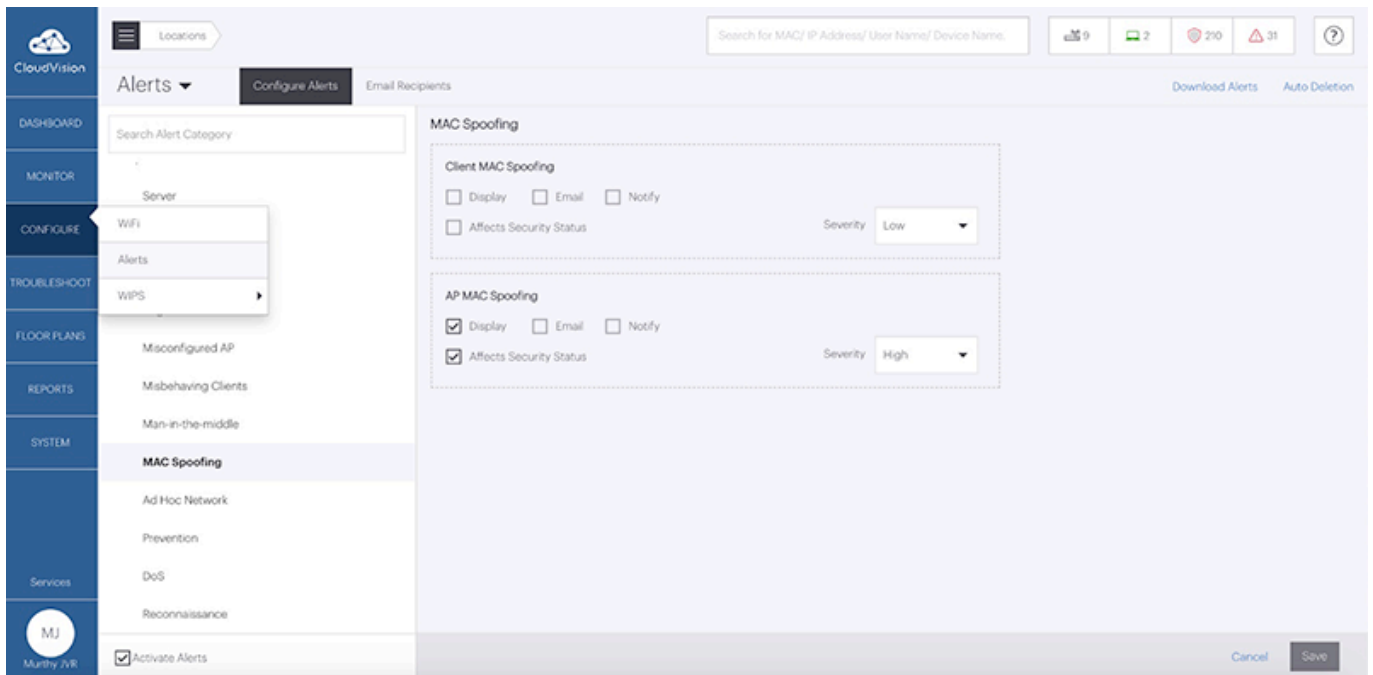 CloudVision
Locations
Search for MAC/ IP Address/ User Name/ Device Name.
9
2
210
31
?
Alerts
Configure Alerts
Email Recipients
Download Alerts
Auto Deletion
DASHBOARD
MONITOR
CONFIGURE
TROUBLESHOOT
FLOOR PLANS
REPORTS
SYSTEM
Services
MJ
Murthy JVR
Search Alert Category
Server
WiFi
Alerts
WIPS
Misconfigured AP
Misbehaving Clients
Man-in-the-middle
MAC Spoofing
Ad Hoc Network
Prevention
DoS
Reconnaissance
Activate Alerts
MAC Spoofing
Client MAC Spoofing
Display Email Notify
Affects Security Status Severity Low
AP MAC Spoofing
Display Email Notify
Affects Security Status Severity High
Cancel
Save